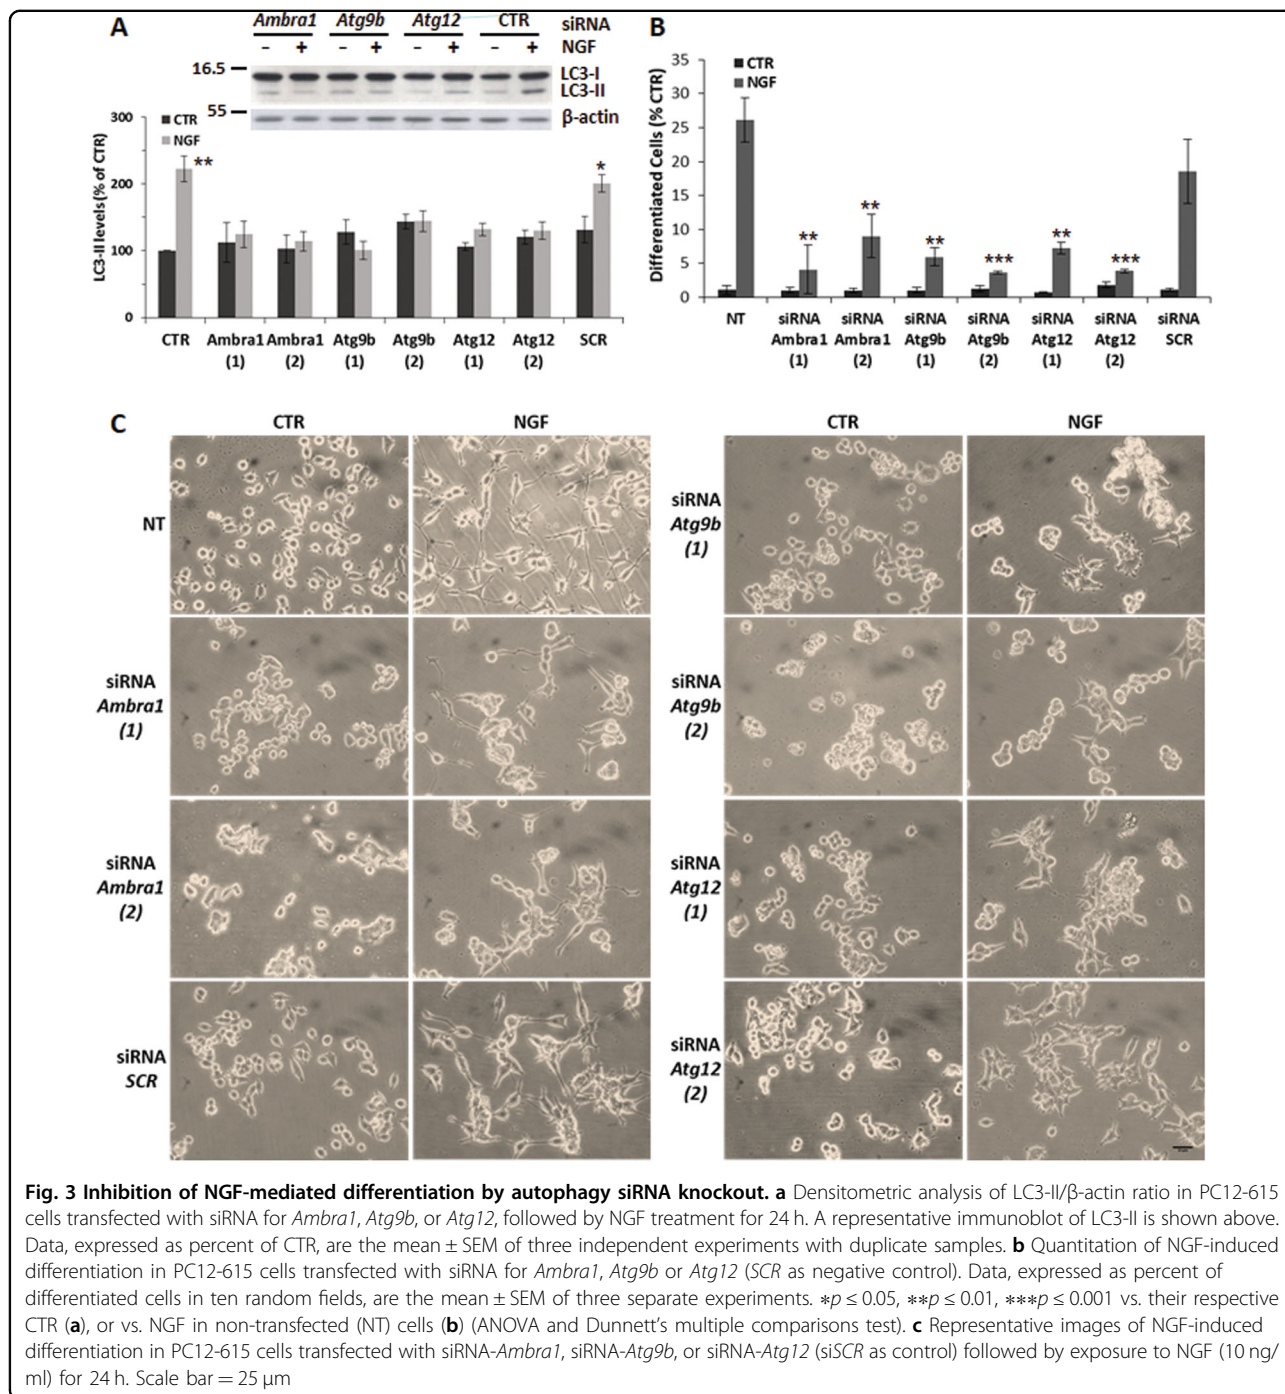 A
Ambra1 Atg9b Atg12 CTR siRNA
– + – + – + – + NGF
16.5
LC3-I
LC3-II
55
β-actin
CTR
NGF
LC3-II levels (% of CTR)
300
250
200
150
100
50
0
** *
CTR Ambra1 (1) Ambra1 (2) Atg9b (1) Atg9b (2) Atg12 (1) Atg12 (2) SCR
B
CTR
NGF
Differentiated Cells (% CTR)
35
30
25
20
15
10
5
0
** ** ** *** ** ***
NT siRNA Ambra1 (1) siRNA Ambra1 (2) siRNA Atg9b (1) siRNA Atg9b (2) siRNA Atg12 (1) siRNA Atg12 (2) siRNA SCR
C
CTR NGF
NT
siRNA
Ambra1
(1)
siRNA
Ambra1
(2)
siRNA
SCR
CTR NGF
siRNA
Atg9b
(1)
siRNA
Atg9b
(2)
siRNA
Atg12
(1)
siRNA
Atg12
(2)
Fig. 3 Inhibition of NGF-mediated differentiation by autophagy siRNA knockout. a Densitometric analysis of LC3-II/β-actin ratio in PC12-615
cells transfected with siRNA for Ambra1, Atg9b, or Atg12, followed by NGF treatment for 24 h. A representative immunoblot of LC3-II is shown above.
Data, expressed as percent of CTR, are the mean ± SEM of three independent experiments with duplicate samples. b Quantitation of NGF-induced
differentiation in PC12-615 cells transfected with siRNA for Ambra1, Atg9b or Atg12 (SCR as negative control). Data, expressed as percent of
differentiated cells in ten random fields, are the mean ± SEM of three separate experiments. *p ≤ 0.05, **p ≤ 0.01, ***p ≤ 0.001 vs. their respective
CTR (a), or vs. NGF in non-transfected (NT) cells (b) (ANOVA and Dunnett's multiple comparisons test). c Representative images of NGF-induced
differentiation in PC12-615 cells transfected with siRNA-Ambra1, siRNA-Atg9b, or siRNA-Atg12 (siSCR as control) followed by exposure to NGF (10 ng/
ml) for 24 h. Scale bar = 25 μm